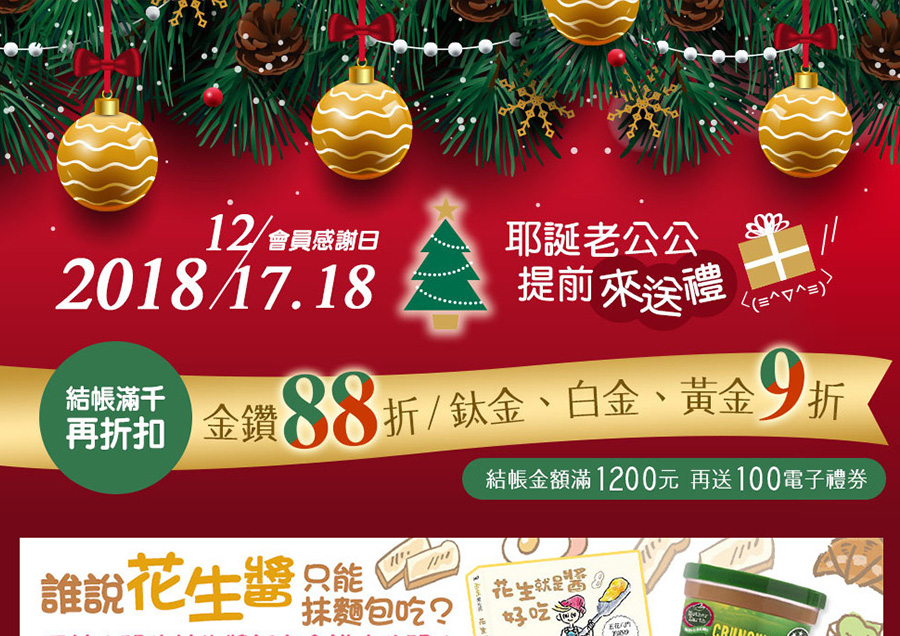 12/會員感謝日
2018/17.18
耶誕老公公
提前來送禮
(≡^▽^≡)
結帳滿千
再折扣
金鑽88折/鈦金、白金、黃金9折
結帳金額滿1200元 再送100電子禮券
誰說花生醬只能
抹麵包吃?
花生就是醬
好吃
CRUNCHY